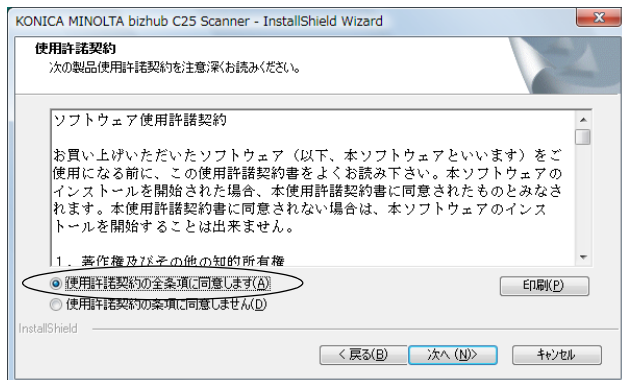 KONICA MINOLTA bizhub C25 Scanner - InstallShield Wizard
使用許諾契約
次の製品使用許諾契約を注意深くお読みください。
ソフトウェア使用許諾契約
お買い上げいただいたソフトウェア（以下、本ソフトウェアといいます）をご
使用になる前に、この使用許諾契約書をよくお読み下さい。本ソフトウェアの
インストールを開始された場合、本使用許諾契約書に同意されたものとみなさ
れます。本使用許諾契約書に同意されない場合は、本ソフトウェアのインス
トールを開始することは出来ません。
１．著作権及びその他の知的所有権
使用許諾契約の全条項に同意します(A)
印刷(P)
使用許諾契約の条項に同意しません(D)
InstallShield
< 戻る(B)
次へ (N)>
キャンセル